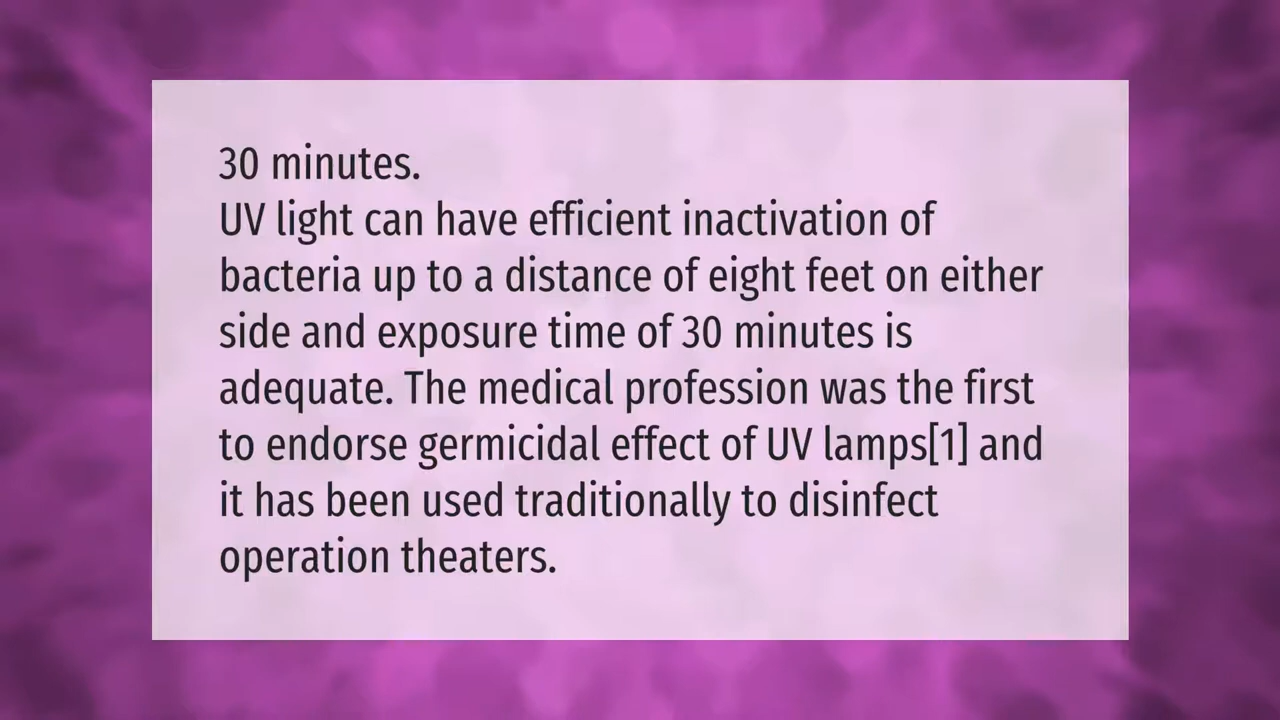 30 minutes.
UV light can have efficient inactivation of
bacteria up to a distance of eight feet on either
side and exposure time of 30 minutes is
adequate. The medical profession was the first
to endorse germicidal effect of UV lamps[1] and
it has been used traditionally to disinfect
operation theaters.